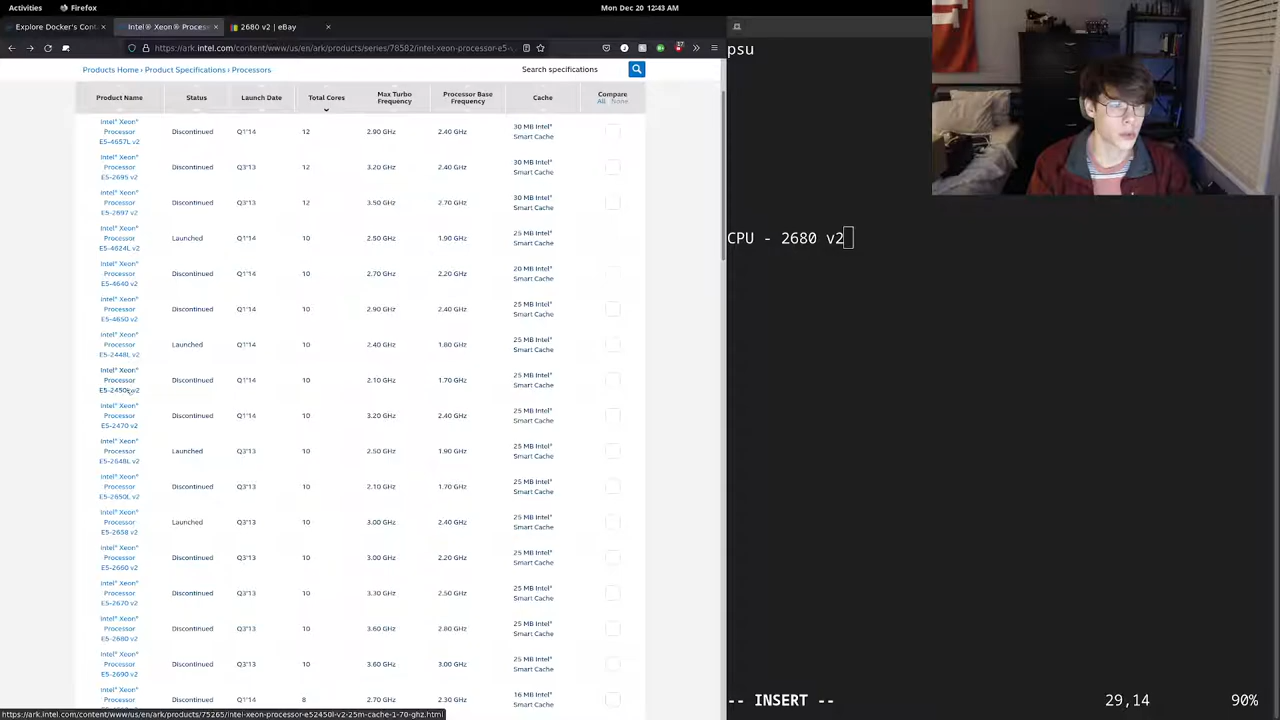 Activities
Firefox
Mon Dec 20 12:43 AM
Explore Docker's Cont
Intel® Xeon® Process
2680 v2 | eBay
https://ark.intel.com/content/www/us/en/ark/products/series/78582/intel-xeon-processor-e5-
Products Home › Product Specifications › Processors
Search specifications
Product Name Status Launch Date Total Cores Max Turbo Frequency Processor Base Frequency Cache Compare
All None
Intel® Xeon® Processor E5-4657L v2 Discontinued Q1'14 12 2.90 GHz 2.40 GHz 30 MB Intel® Smart Cache
Intel® Xeon® Processor E5-2695 v2 Discontinued Q3'13 12 3.20 GHz 2.40 GHz 30 MB Intel® Smart Cache
Intel® Xeon® Processor E5-2697 v2 Discontinued Q3'13 12 3.50 GHz 2.70 GHz 30 MB Intel® Smart Cache
Intel® Xeon® Processor E5-4624L v2 Launched Q1'14 10 2.50 GHz 1.90 GHz 25 MB Intel® Smart Cache
Intel® Xeon® Processor E5-4640 v2 Discontinued Q1'14 10 2.70 GHz 2.20 GHz 20 MB Intel® Smart Cache
Intel® Xeon® Processor E5-4650 v2 Discontinued Q1'14 10 2.90 GHz 2.40 GHz 25 MB Intel® Smart Cache
Intel® Xeon® Processor E5-2448L v2 Launched Q1'14 10 2.40 GHz 1.80 GHz 25 MB Intel® Smart Cache
Intel® Xeon® Processor E5-2450L v2 Discontinued Q1'14 10 2.10 GHz 1.70 GHz 25 MB Intel® Smart Cache
Intel® Xeon® Processor E5-2470 v2 Discontinued Q1'14 10 3.20 GHz 2.40 GHz 25 MB Intel® Smart Cache
Intel® Xeon® Processor E5-2648L v2 Launched Q3'13 10 2.50 GHz 1.90 GHz 25 MB Intel® Smart Cache
Intel® Xeon® Processor E5-2650L v2 Discontinued Q3'13 10 2.10 GHz 1.70 GHz 25 MB Intel® Smart Cache
Intel® Xeon® Processor E5-2658 v2 Launched Q3'13 10 3.00 GHz 2.40 GHz 25 MB Intel® Smart Cache
Intel® Xeon® Processor E5-2660 v2 Discontinued Q3'13 10 3.00 GHz 2.20 GHz 25 MB Intel® Smart Cache
Intel® Xeon® Processor E5-2670 v2 Discontinued Q3'13 10 3.30 GHz 2.50 GHz 25 MB Intel® Smart Cache
Intel® Xeon® Processor E5-2680 v2 Discontinued Q3'13 10 3.60 GHz 2.80 GHz 25 MB Intel® Smart Cache
Intel® Xeon® Processor E5-2690 v2 Discontinued Q3'13 10 3.60 GHz 3.00 GHz 25 MB Intel® Smart Cache
Intel® Xeon® Processor Discontinued Q1'14 8 2.70 GHz 2.30 GHz 16 MB Intel® Smart Cache
https://ark.intel.com/content/www/us/en/ark/products/75265/intel-xeon-processor-e52450l-v2-25m-cache-1-70-ghz.html
psu
CPU - 2680 v2
-- INSERT --
29,14
90%